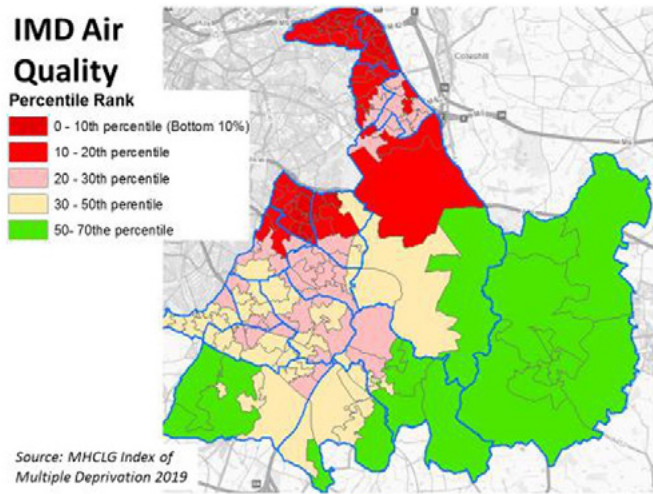 IMD Air
Quality
Percentile Rank
0 - 10th percentile (Bottom 10%)
10 - 20th percentile
20 - 30th percentile
30 - 50th perentile
50- 70the percentile
Coleshill
Source: MHCLG Index of
Multiple Deprivation 2019